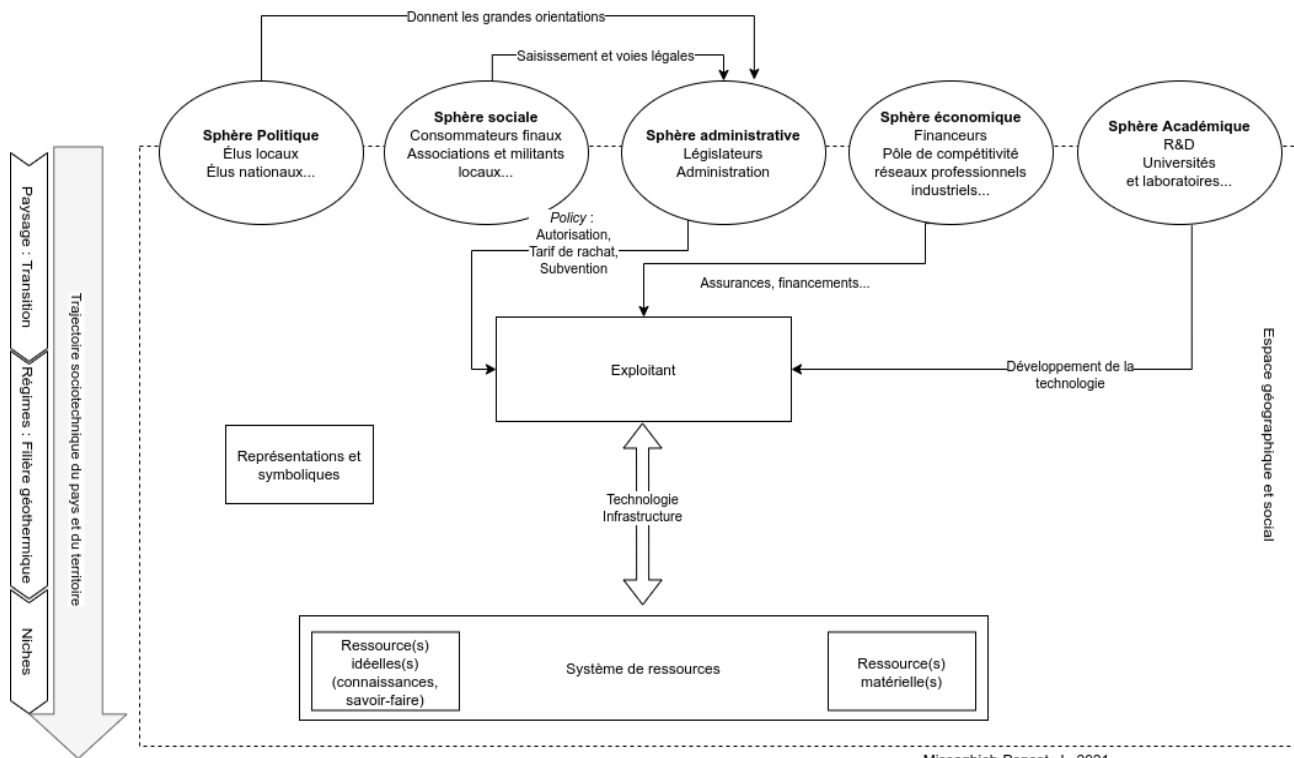 Donnent les grandes orientations
Saisissement et voies légales
Sphère Politique
Élus locaux
Élus nationaux...
Sphère sociale
Consommateurs finaux
Associations et militants
locaux...
Sphère administrative
Législateurs
Administration
Sphère économique
Financeurs
Pôle de compétitivité
réseaux professionnels
industriels...
Sphère Académique
R&D
Universités
et laboratoires...
Policy :
Autorisation,
Tarif de rachat,
Subvention
Assurances, financements...
Exploitant
Développement de la
technologie
Représentations et
symboliques
Technologie
Infrastructure
Ressource(s)
idéelles(s)
(connaissances,
savoir-faire)
Système de ressources
Ressource(s)
matérielle(s)
Paysage : Transition
Régimes : Filière géothermique
Niches
Trajectoire sociotechnique du pays et du territoire
Espace géographique et social
2021